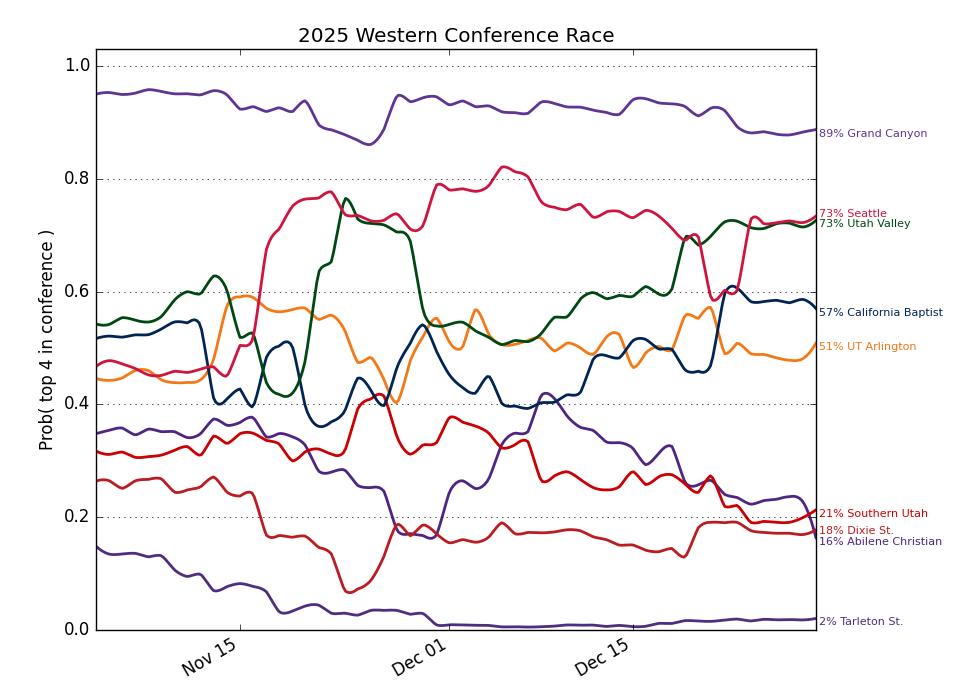 2025 Western Conference Race
Prob( top 4 in conference )
1.0
0.8
0.6
0.4
0.2
0.0
Nov 15
Dec 01
Dec 15
89% Grand Canyon
73% Seattle
73% Utah Valley
57% California Baptist
51% UT Arlington
21% Southern Utah
18% Dixie St.
16% Abilene Christian
2% Tarleton St.